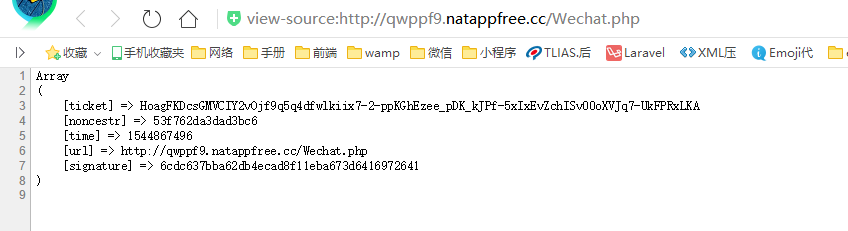 view-source:http://qwppf9.natappfree.cc/Wechat.php
收藏 手机收藏夹 网络 手册 前端 wamp 微信 小程序 TLIAS.后 Laravel XML压 Emoji代
1 Array
2 (
3 [ticket] => HoagFKDcsGMVCIY2vOjf9q5q4dfwlkiix7-2-ppKGhEzee_pDK_kJPf-5xIxEvZchISv00oXVJq7-UkFPRxLKA
4 [noncestr] => 53f762da3dad3bc6
5 [time] => 1544867496
6 [url] => http://qwppf9.natappfree.cc/Wechat.php
7 [signature] => 6cdc637bba62db4ecad8f11eba673d6416972641
8 )
9